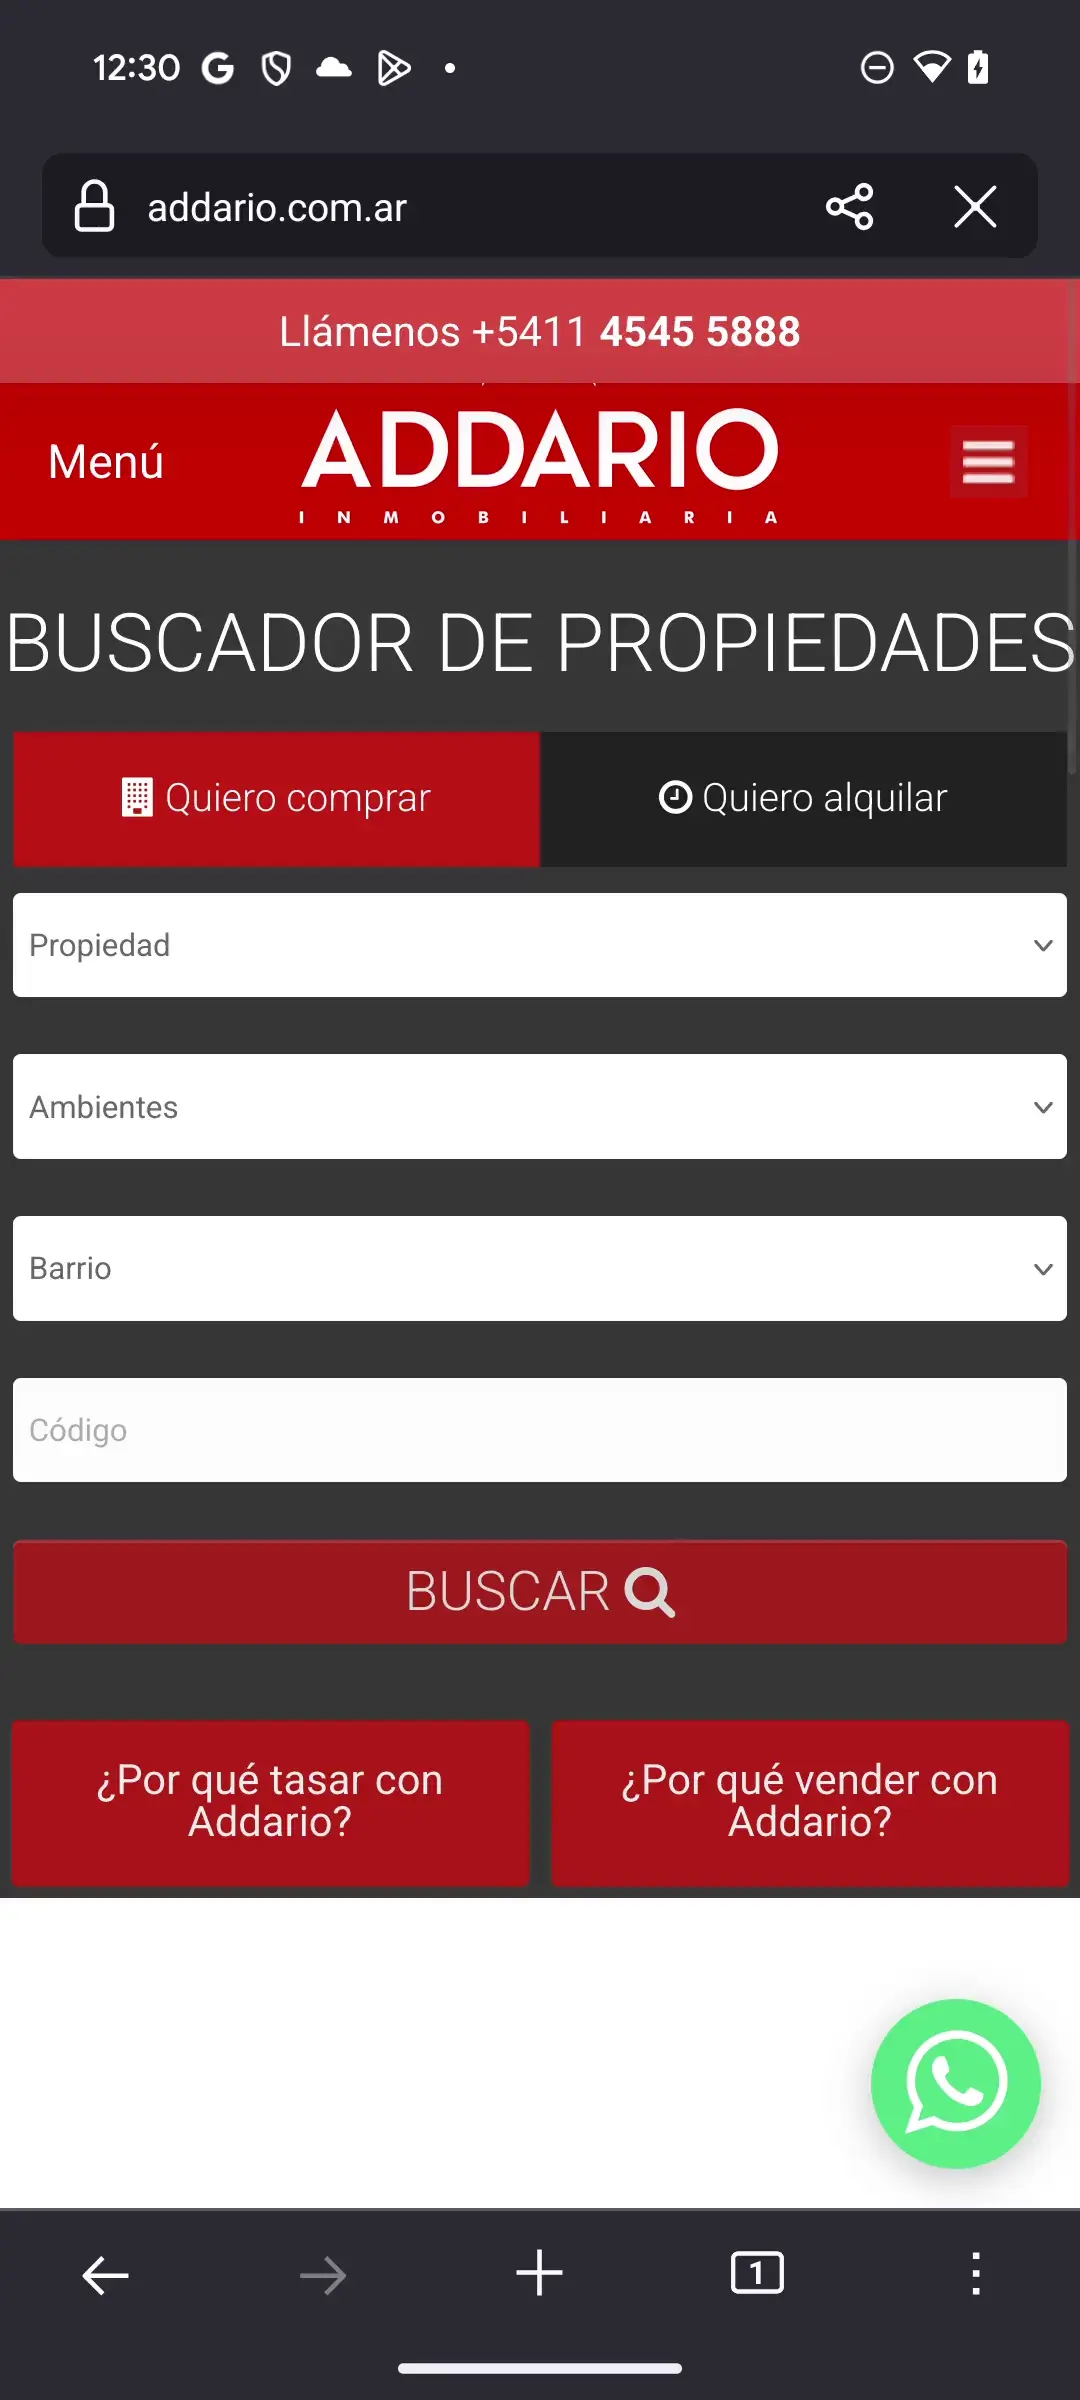 12:30
addario.com.ar
Llámenos +5411 4545 5888
Menú
ADDARIO
INMOBILIARIA
BUSCADOR DE PROPIEDADES
Quiero comprar
Quiero alquilar
Propiedad
Ambientes
Barrio
Código
BUSCAR
¿Por qué tasar con
Addario?
¿Por qué vender con
Addario?
1